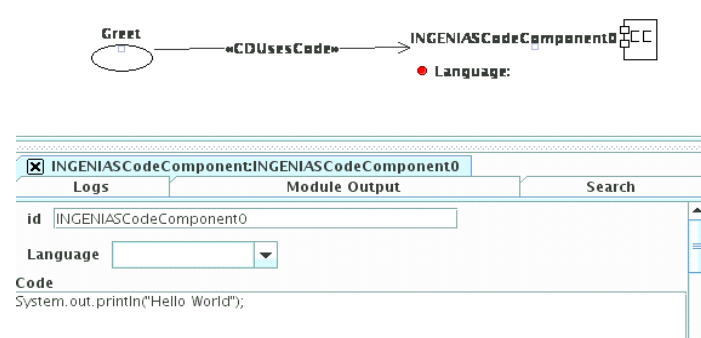 Greet
«CDUsesCode»
INGENIASCodeComponent0
Language:
INGENIASCodeComponent:INGENIASCodeComponent0
Logs Module Output Search
id INGENIASCodeComponent0
Language
Code
System.out.println("Hello World");